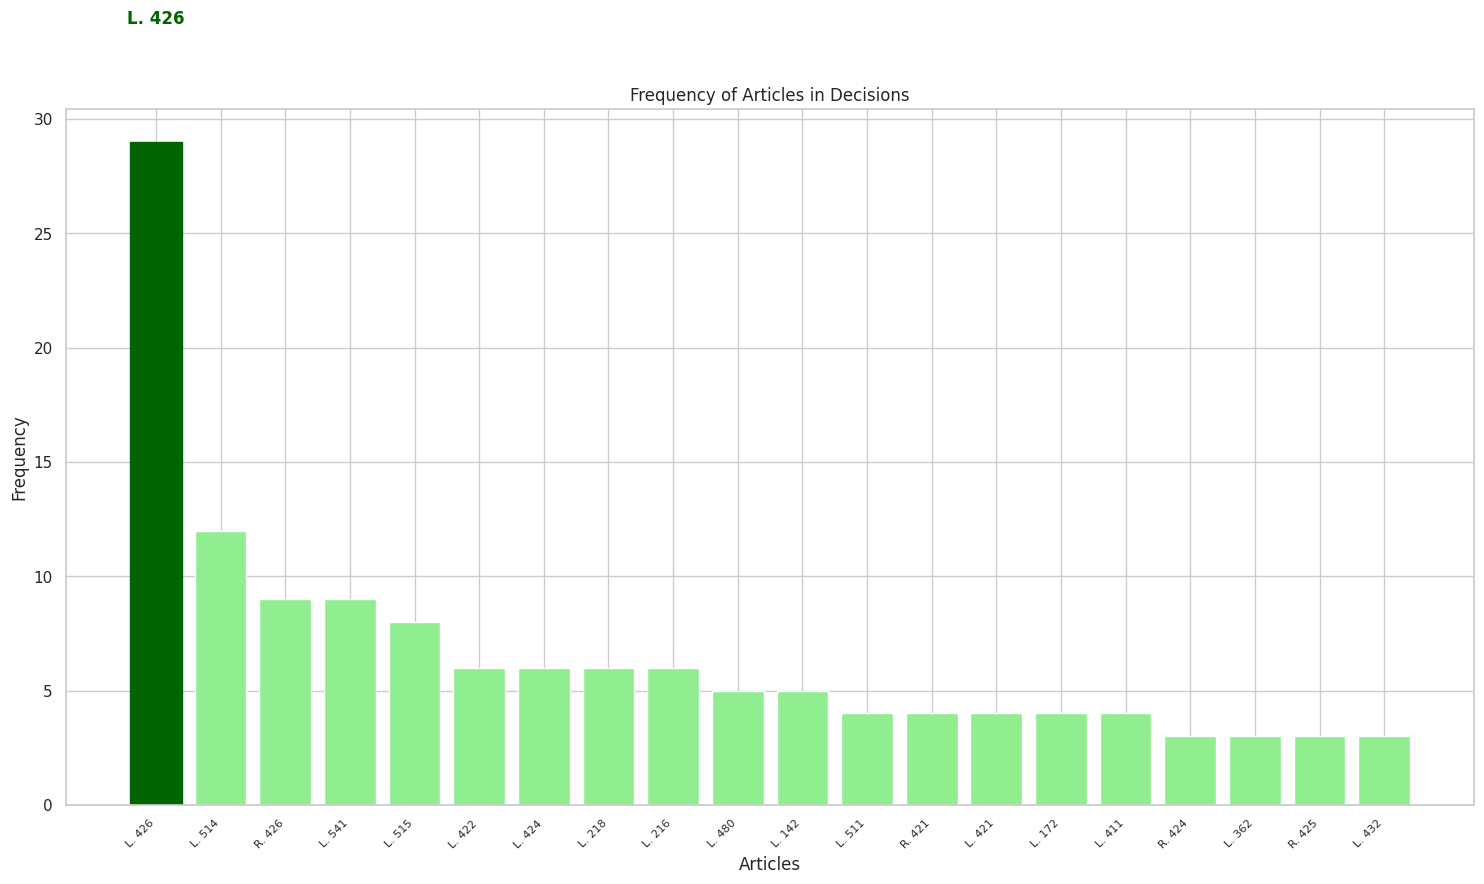 L. 426
Frequency of Articles in Decisions
30
25
20
15
10
5
0
Frequency
L. 426
L. 514
R. 426
L. 541
L. 515
L. 422
L. 424
L. 218
L. 216
L. 480
L. 142
L. 511
R. 421
L. 421
L. 172
L. 411
R. 424
L. 362
R. 425
L. 432
Articles